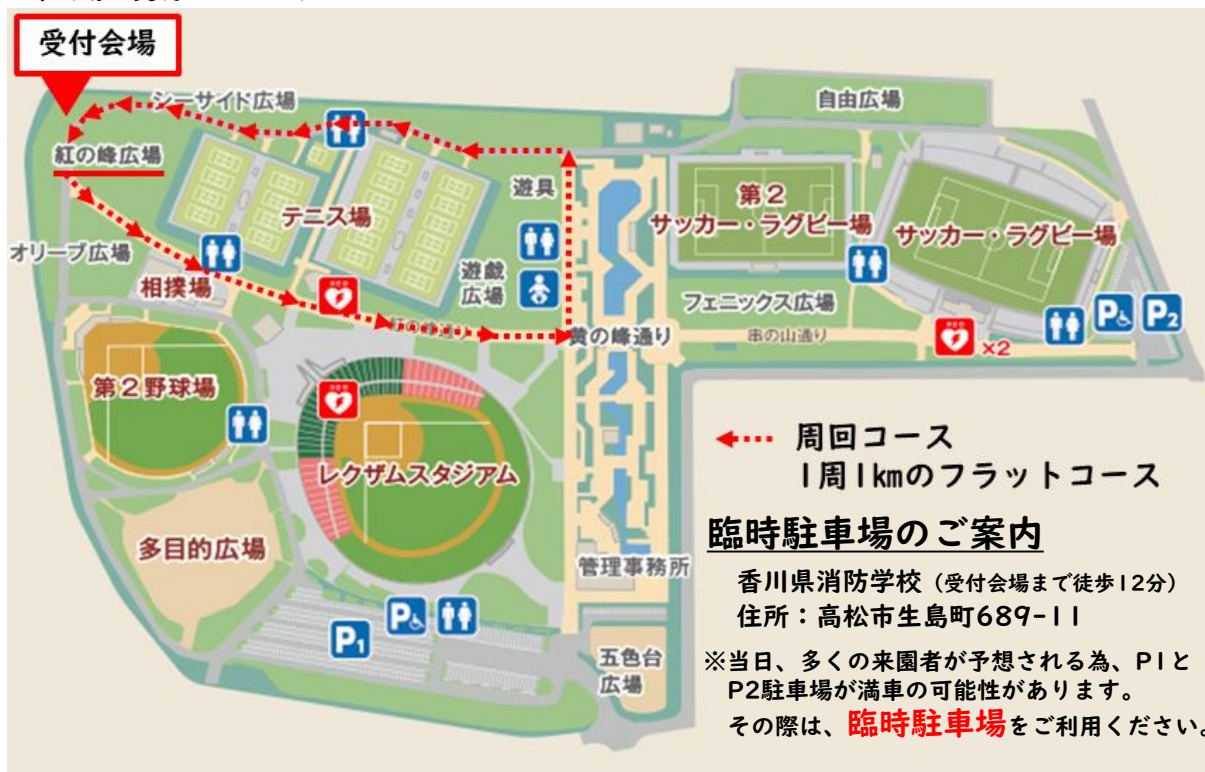 受付会場
シーサイド広場
自由広場
紅の峰広場
遊具
第2
サッカー・ラグビー場
サッカー・ラグビー場
テニス場
オリーブ広場
相撲場
遊戯
広場
AED
フェニックス広場
黄の峰通り
串の山通り
AED
×2
P
P2
第2野球場
AED
レクザムスタジアム
周回コース
1周1kmのフラットコース
臨時駐車場のご案内
多目的広場
管理事務所
香川県消防学校（受付会場まで徒歩12分）
住所：高松市生島町689-11
P1
P
五色台
広場
※当日、多くの来園者が予想される為、P1と
P2駐車場が満車の可能性があります。
その際は、臨時駐車場をご利用ください。